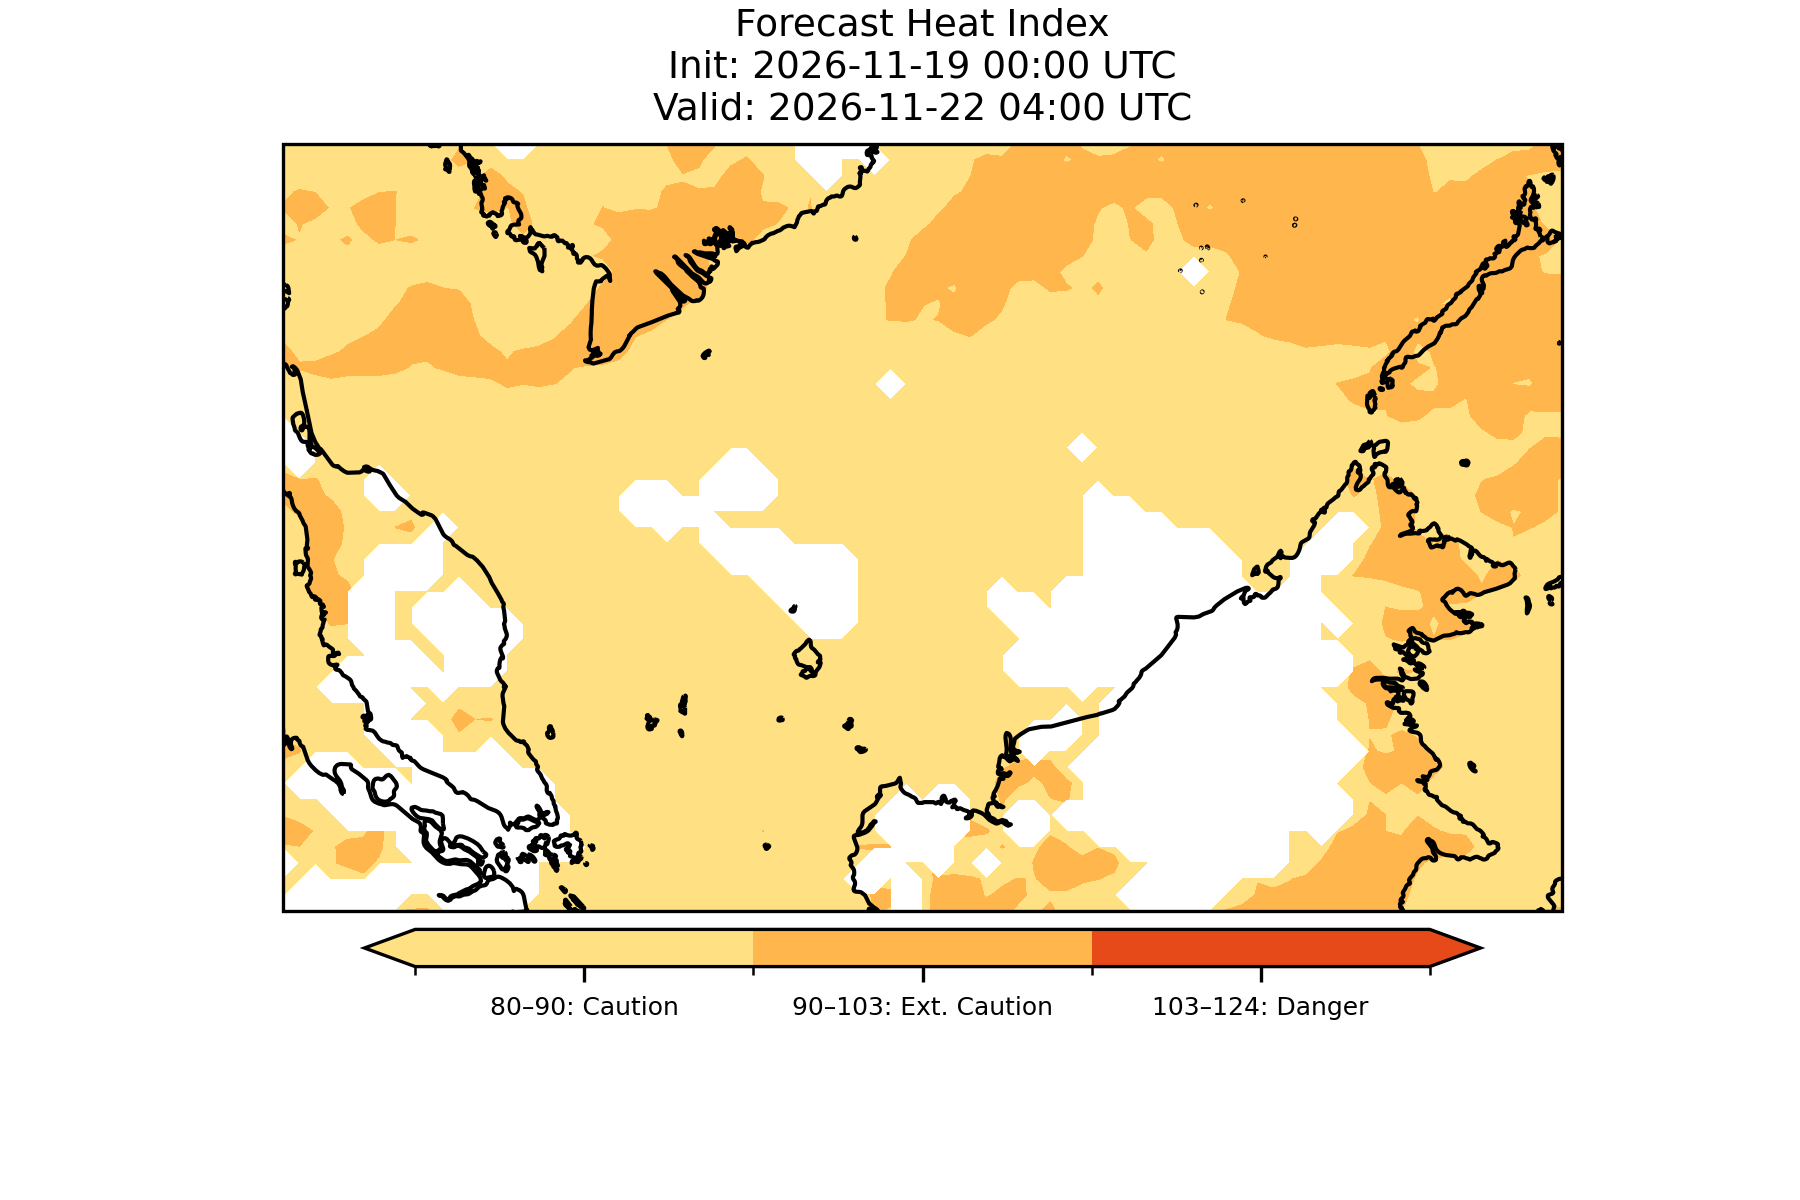 Forecast Heat Index
Init: 2026-11-19 00:00 UTC
Valid: 2026-11-22 04:00 UTC
80–90: Caution
90–103: Ext. Caution
103–124: Danger